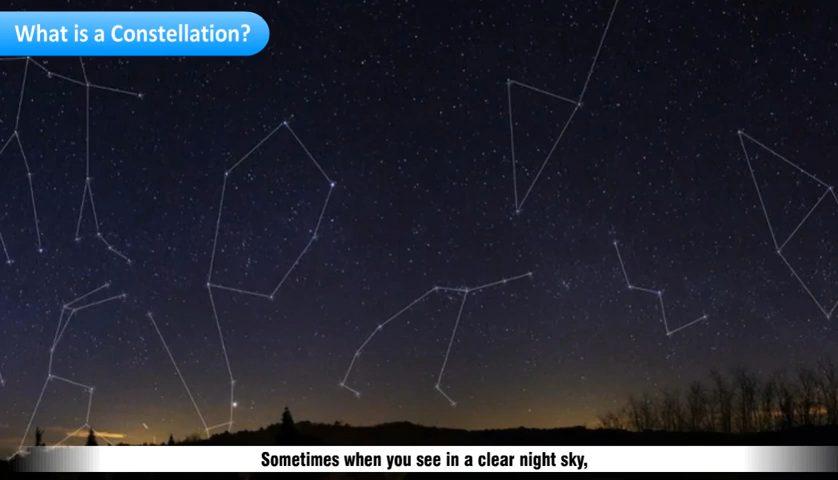 What is a Constellation?
Sometimes when you see in a clear night sky,